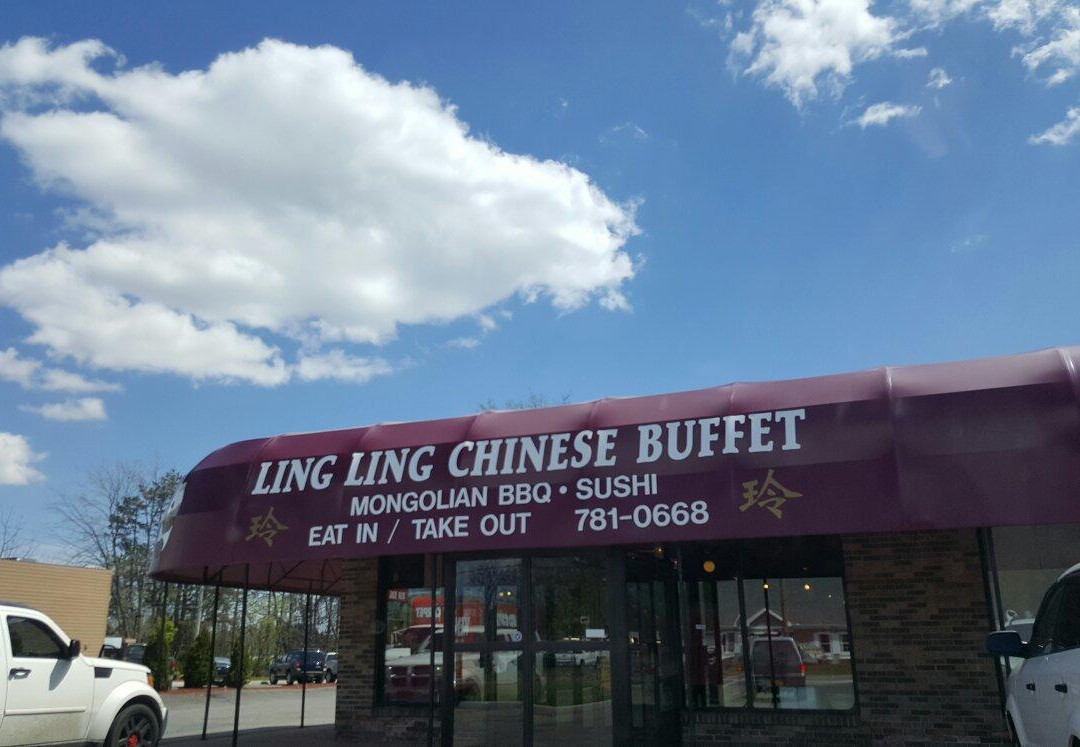 LING LING CHINESE BUFFET
MONGOLIAN BBQ • SUSHI
玲 EAT IN / TAKE OUT 781-0668 玲